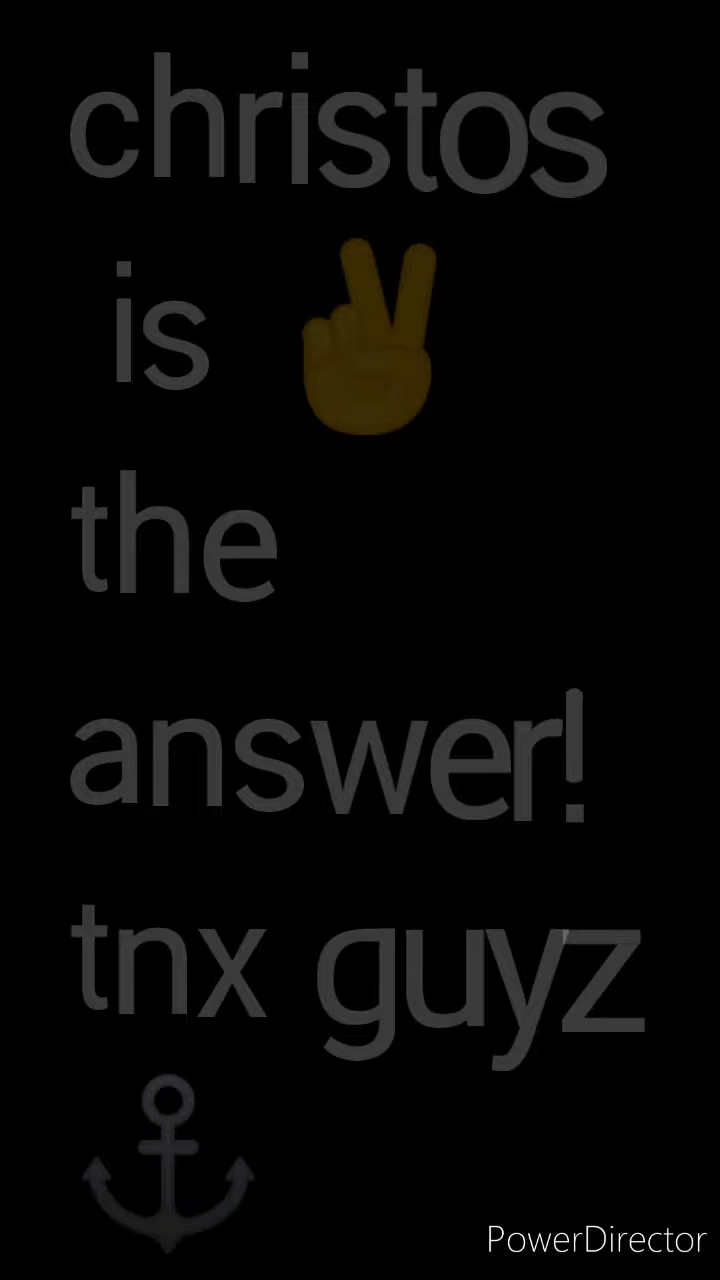 christos
is ✌
the
answer!
tnx guyz
⚓
PowerDirector